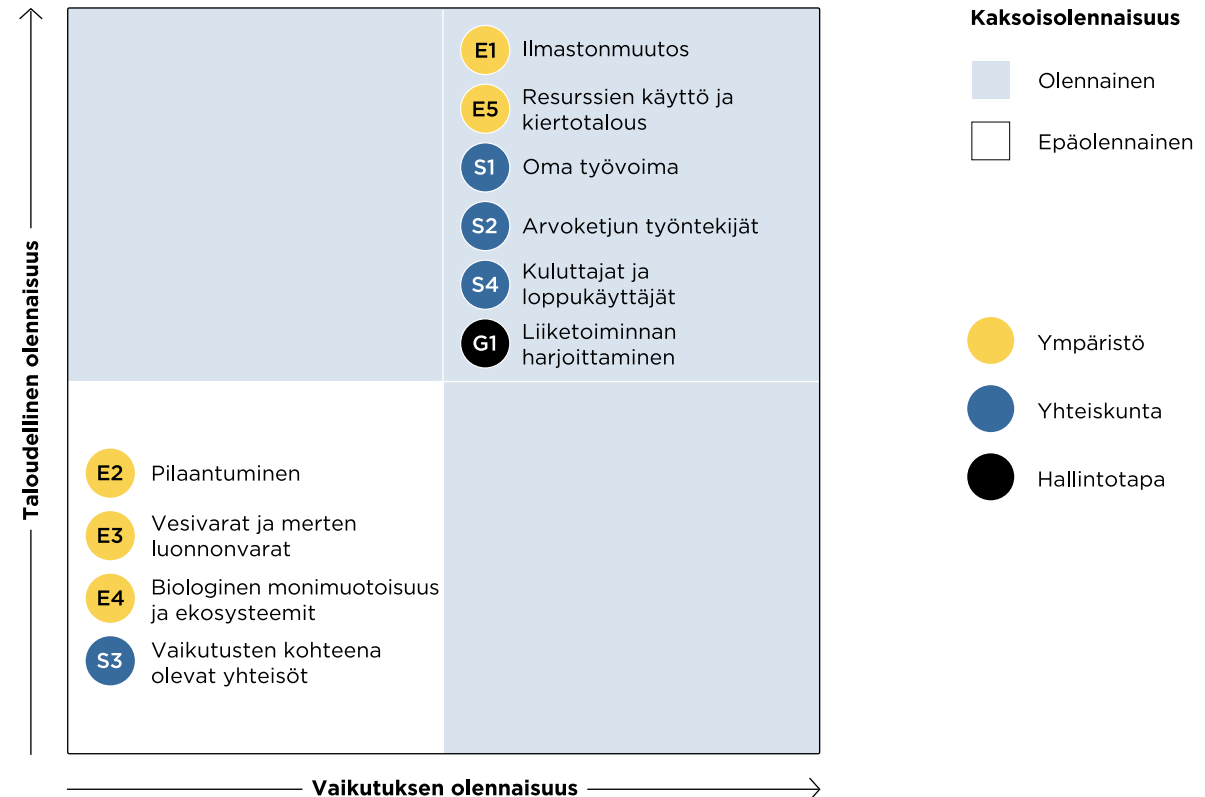 Taloudellinen olennaisuus
E1 Ilmastonmuutos
E5 Resurssien käyttö ja
kiertotalous
S1 Oma työvoima
S2 Arvoketjun työntekijät
S4 Kuluttajat ja
loppukäyttäjät
G1 Liiketoiminnan
harjoittaminen
E2 Pilaantuminen
E3 Vesivarat ja merten
luonnonvarat
E4 Biologinen monimuotoisuus
ja ekosysteemit
S3 Vaikutusten kohteena
olevat yhteisöt
Vaikutuksen olennaisuus
Kaksoisolennaisuus
Olennainen
Epäolennainen
Ympäristö
Yhteiskunta
Hallintotapa